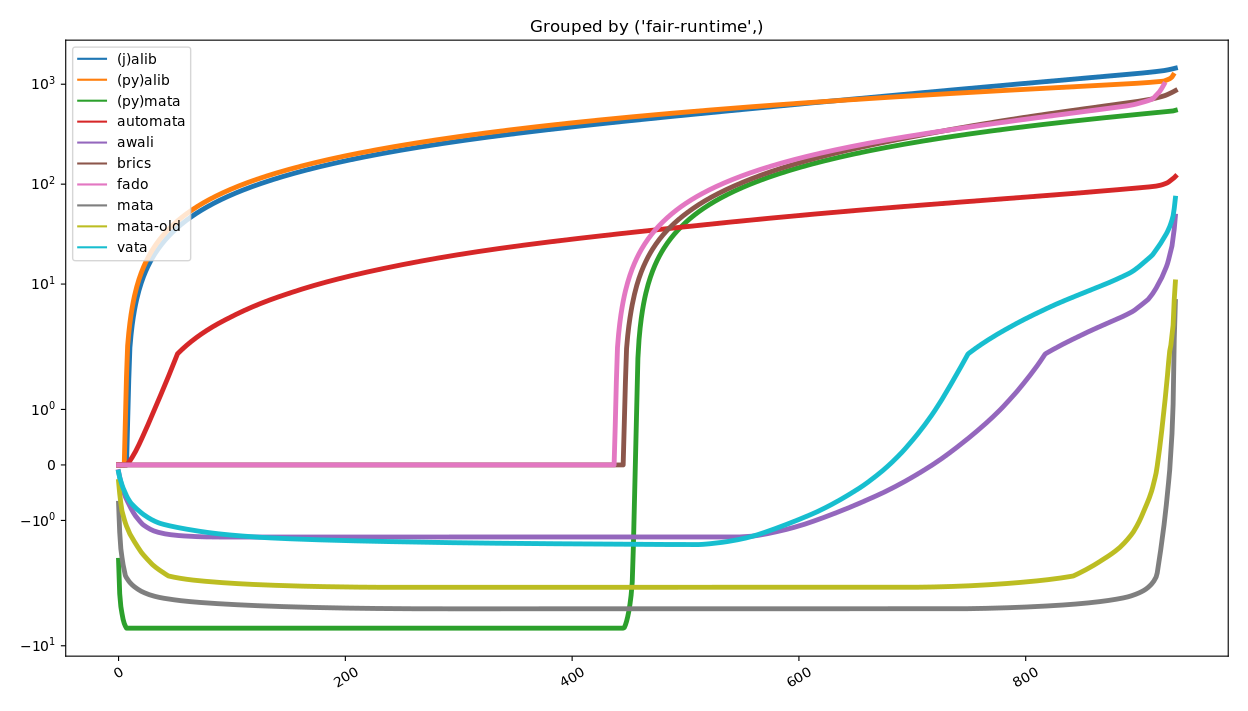 Grouped by ('fair-runtime',)
(j)alib
(py)alib
(py)mata
automata
awali
brics
fado
mata
mata-old
vata
10³
10²
10¹
10⁰
0
−10⁰
−10¹
0
200
400
600
800